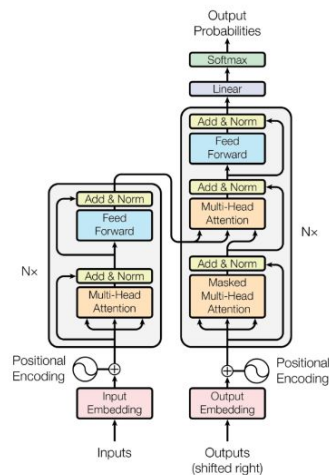 Output
Probabilities
Softmax
Linear
Add & Norm
Feed
Forward
Add & Norm
Multi-Head
Attention
Add & Norm
Masked
Multi-Head
Attention
N×
Positional
Encoding
Output
Embedding
Outputs
(shifted right)
Add & Norm
Feed
Forward
N×
Add & Norm
Multi-Head
Attention
Positional
Encoding
Input
Embedding
Inputs